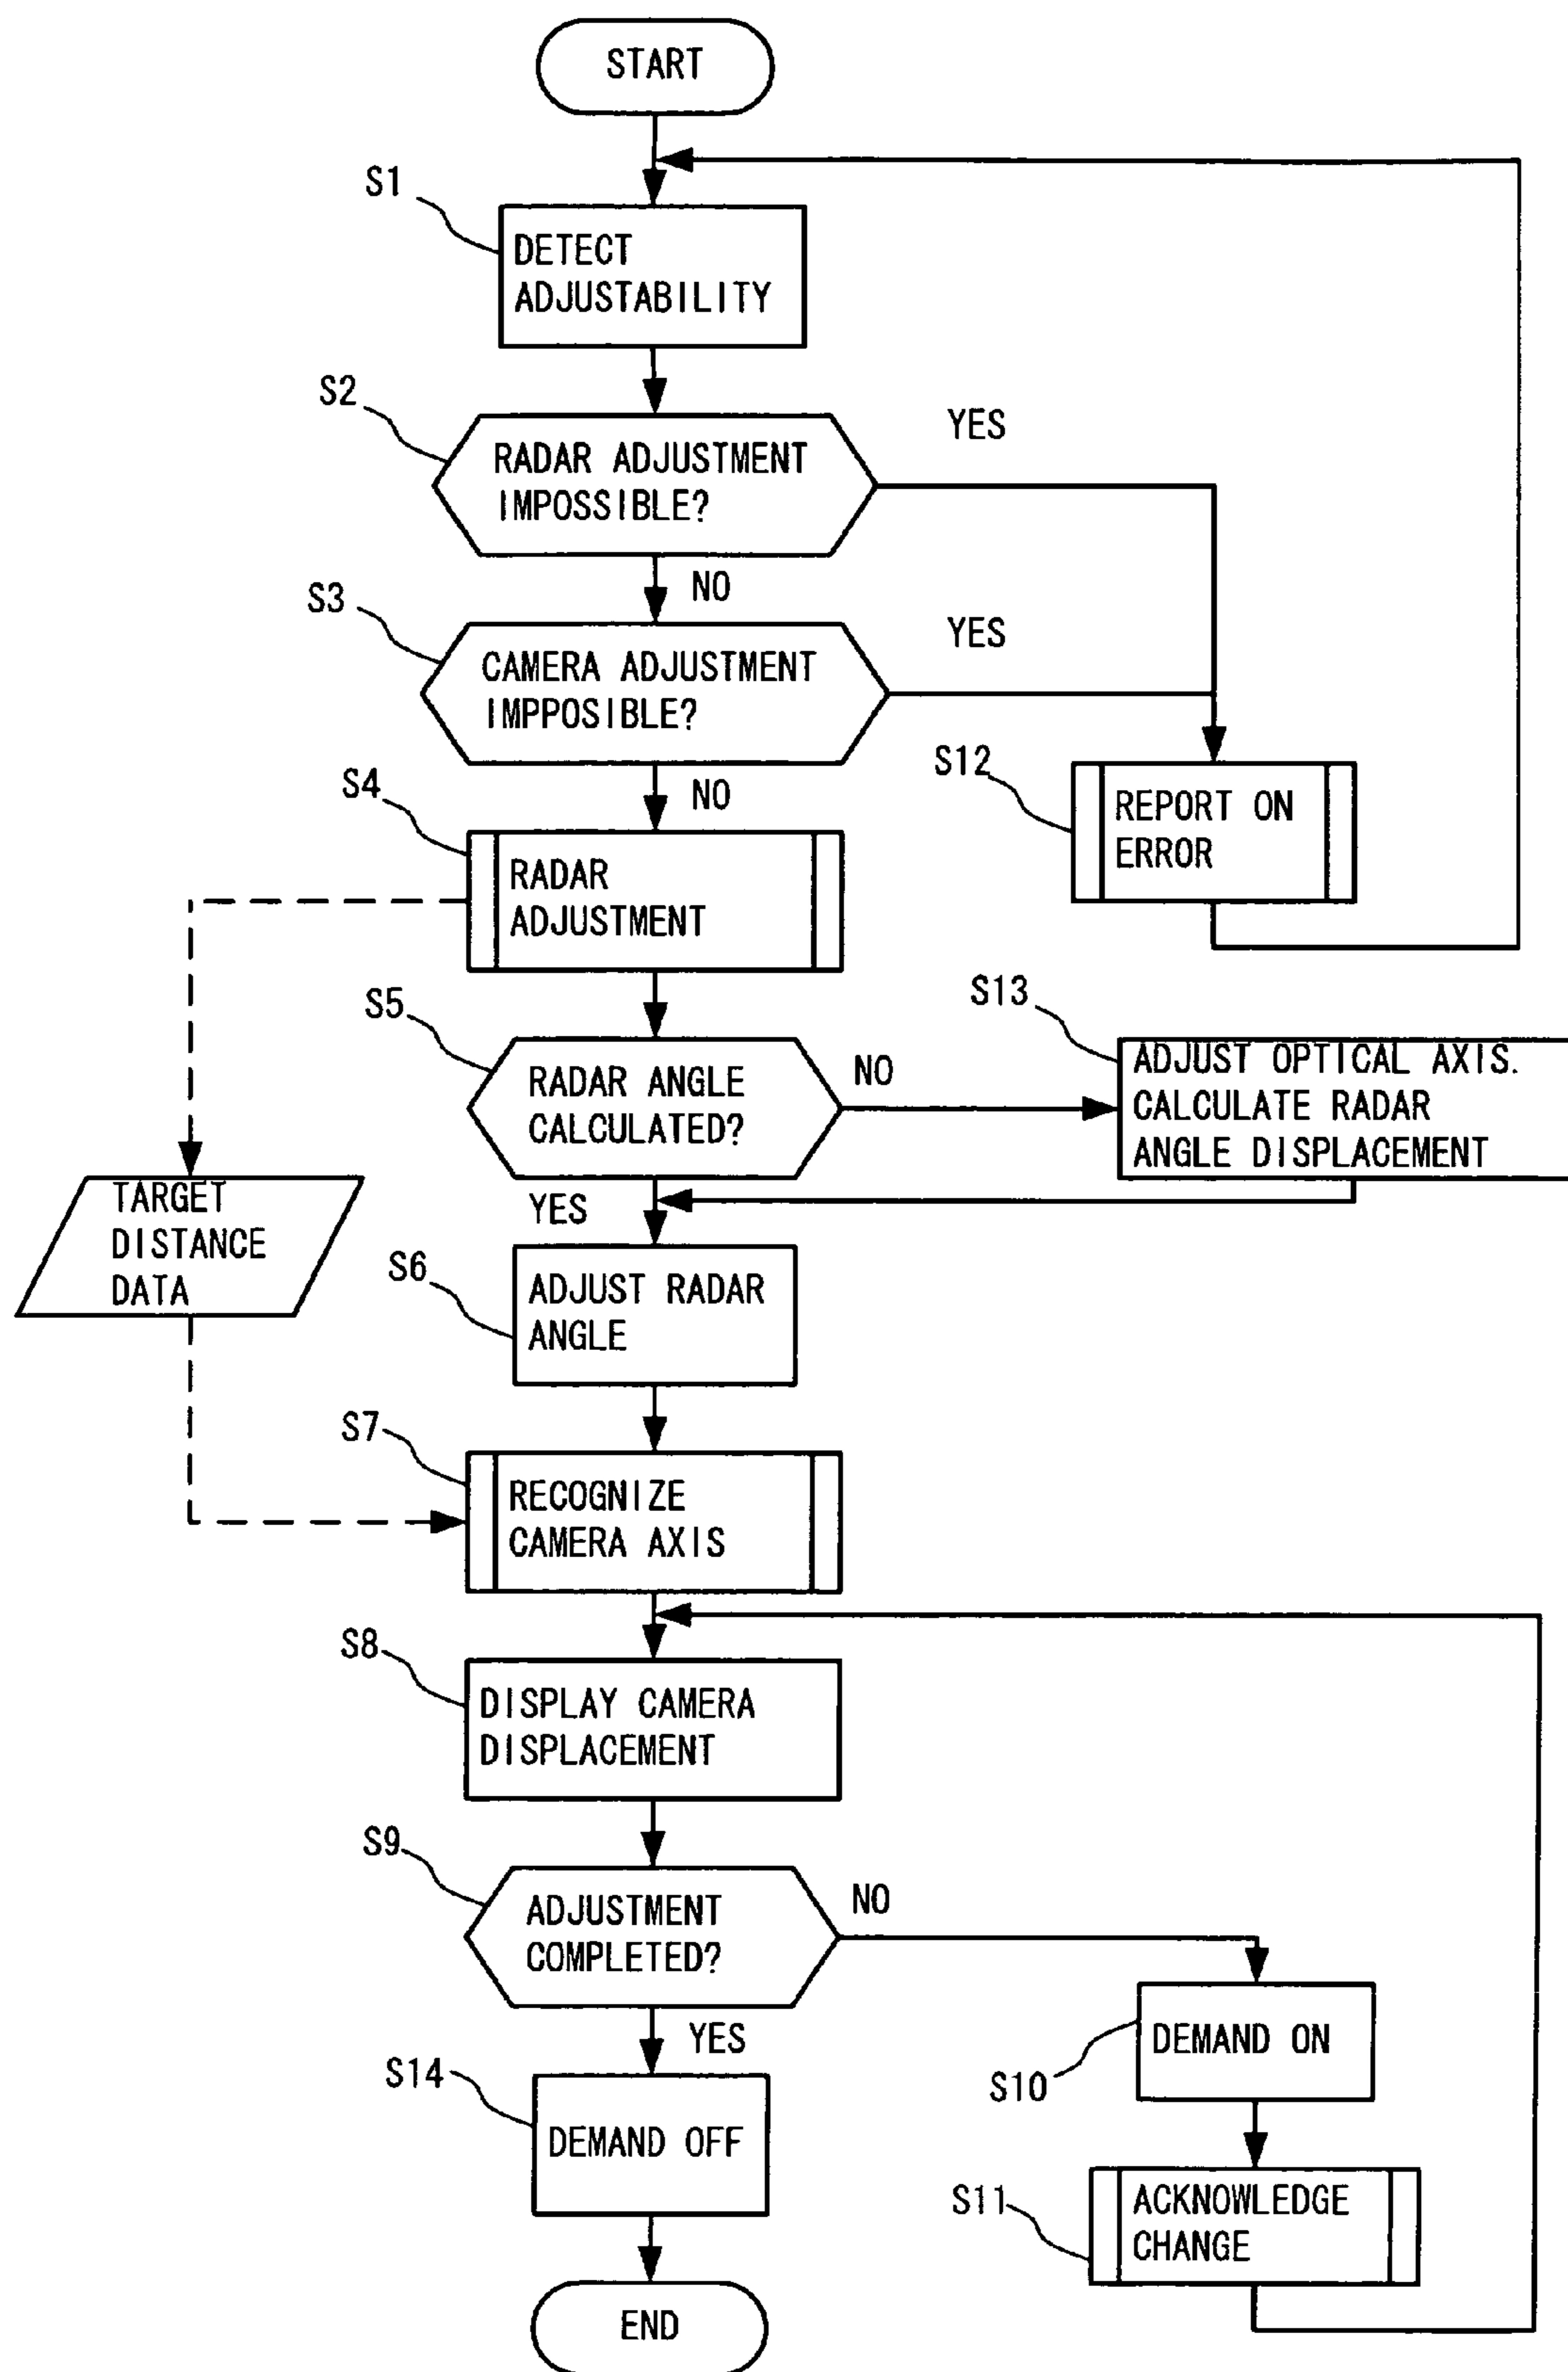 START
S1
DETECT
ADJUSTABILITY
S2
RADAR ADJUSTMENT
IMPOSSIBLE?
YES
NO
S3
CAMERA ADJUSTMENT
IMPPOSIBLE?
YES
NO
S12
REPORT ON
ERROR
S4
RADAR
ADJUSTMENT
S5
RADAR ANGLE
CALCULATED?
NO
YES
S13
ADJUST OPTICAL AXIS.
CALCULATE RADAR
ANGLE DISPLACEMENT
TARGET
DISTANCE
DATA
S6
ADJUST RADAR
ANGLE
S7
RECOGNIZE
CAMERA AXIS
S8
DISPLAY CAMERA
DISPLACEMENT
S9
ADJUSTMENT
COMPLETED?
NO
YES
S10
DEMAND ON
S11
ACKNOWLEDGE
CHANGE
S14
DEMAND OFF
END